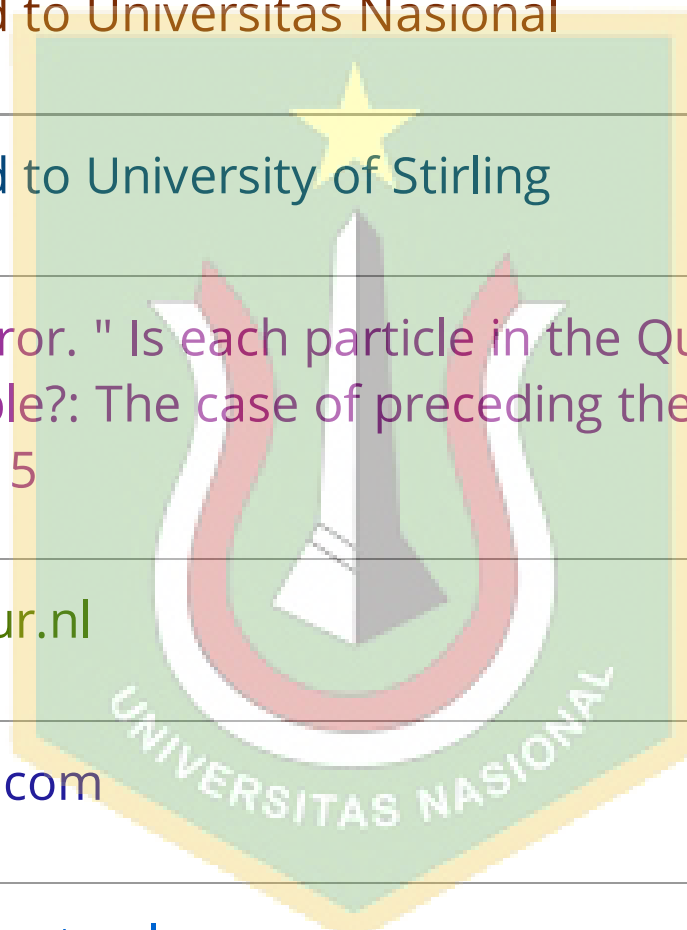 d to Universitas Nasional
d to University of Stirling
ror. " Is each particle in the Qu
le?: The case of preceding the
5
ur.nl
com
UNIVERSITAS NASIONAL